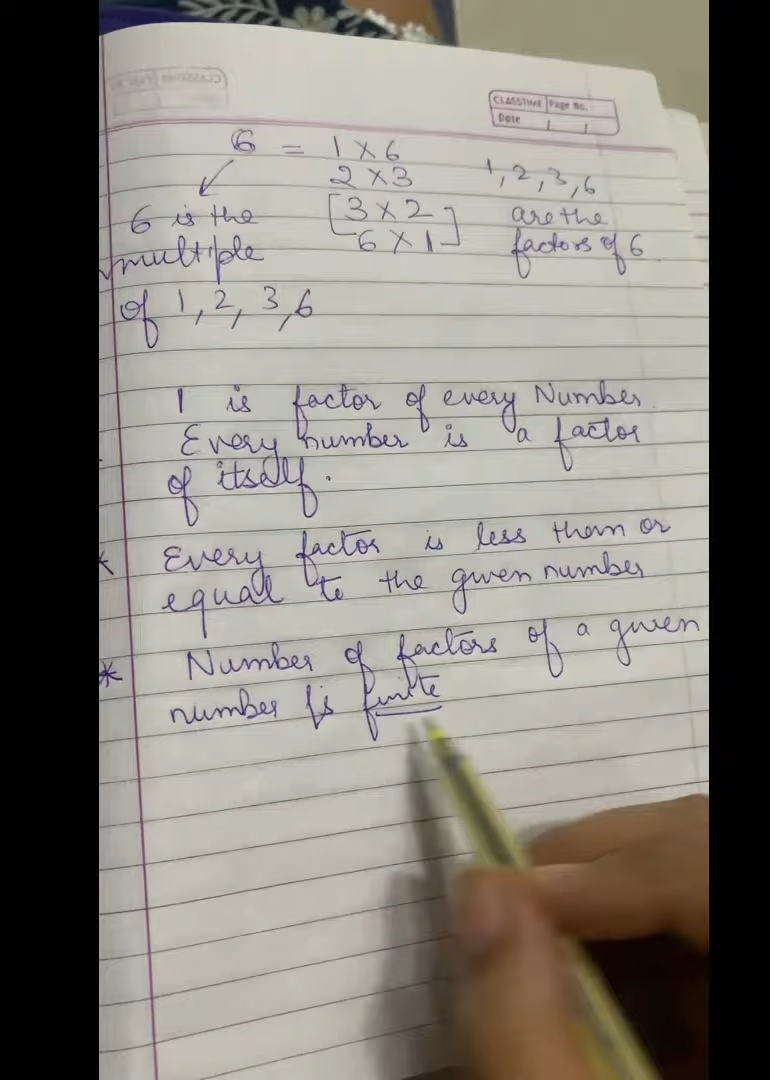 CLASSTIME Page No.
Date / /
6 = 1 × 6
2 × 3
[3 × 2
6 × 1]
1, 2, 3, 6
are the
factors of 6
6 is the
multiple
of 1, 2, 3, 6
1 is factor of every Number.
Every number is a factor
of itself.
Every factor is less than or
equal to the given number
* Number of factors of a given
number is finite